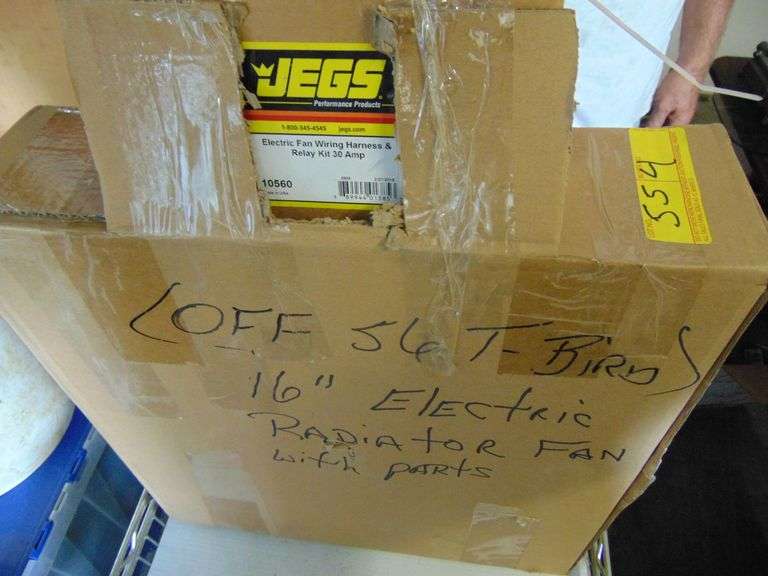 JEGS
Performance Products
1-800-345-4545 jegs.com
Electric Fan Wiring Harness &
Relay Kit 30 Amp
10560
554
(OFF 56 T-BIRD)
16" ELECTRIC
RADIATOR FAN
WITH PARTS